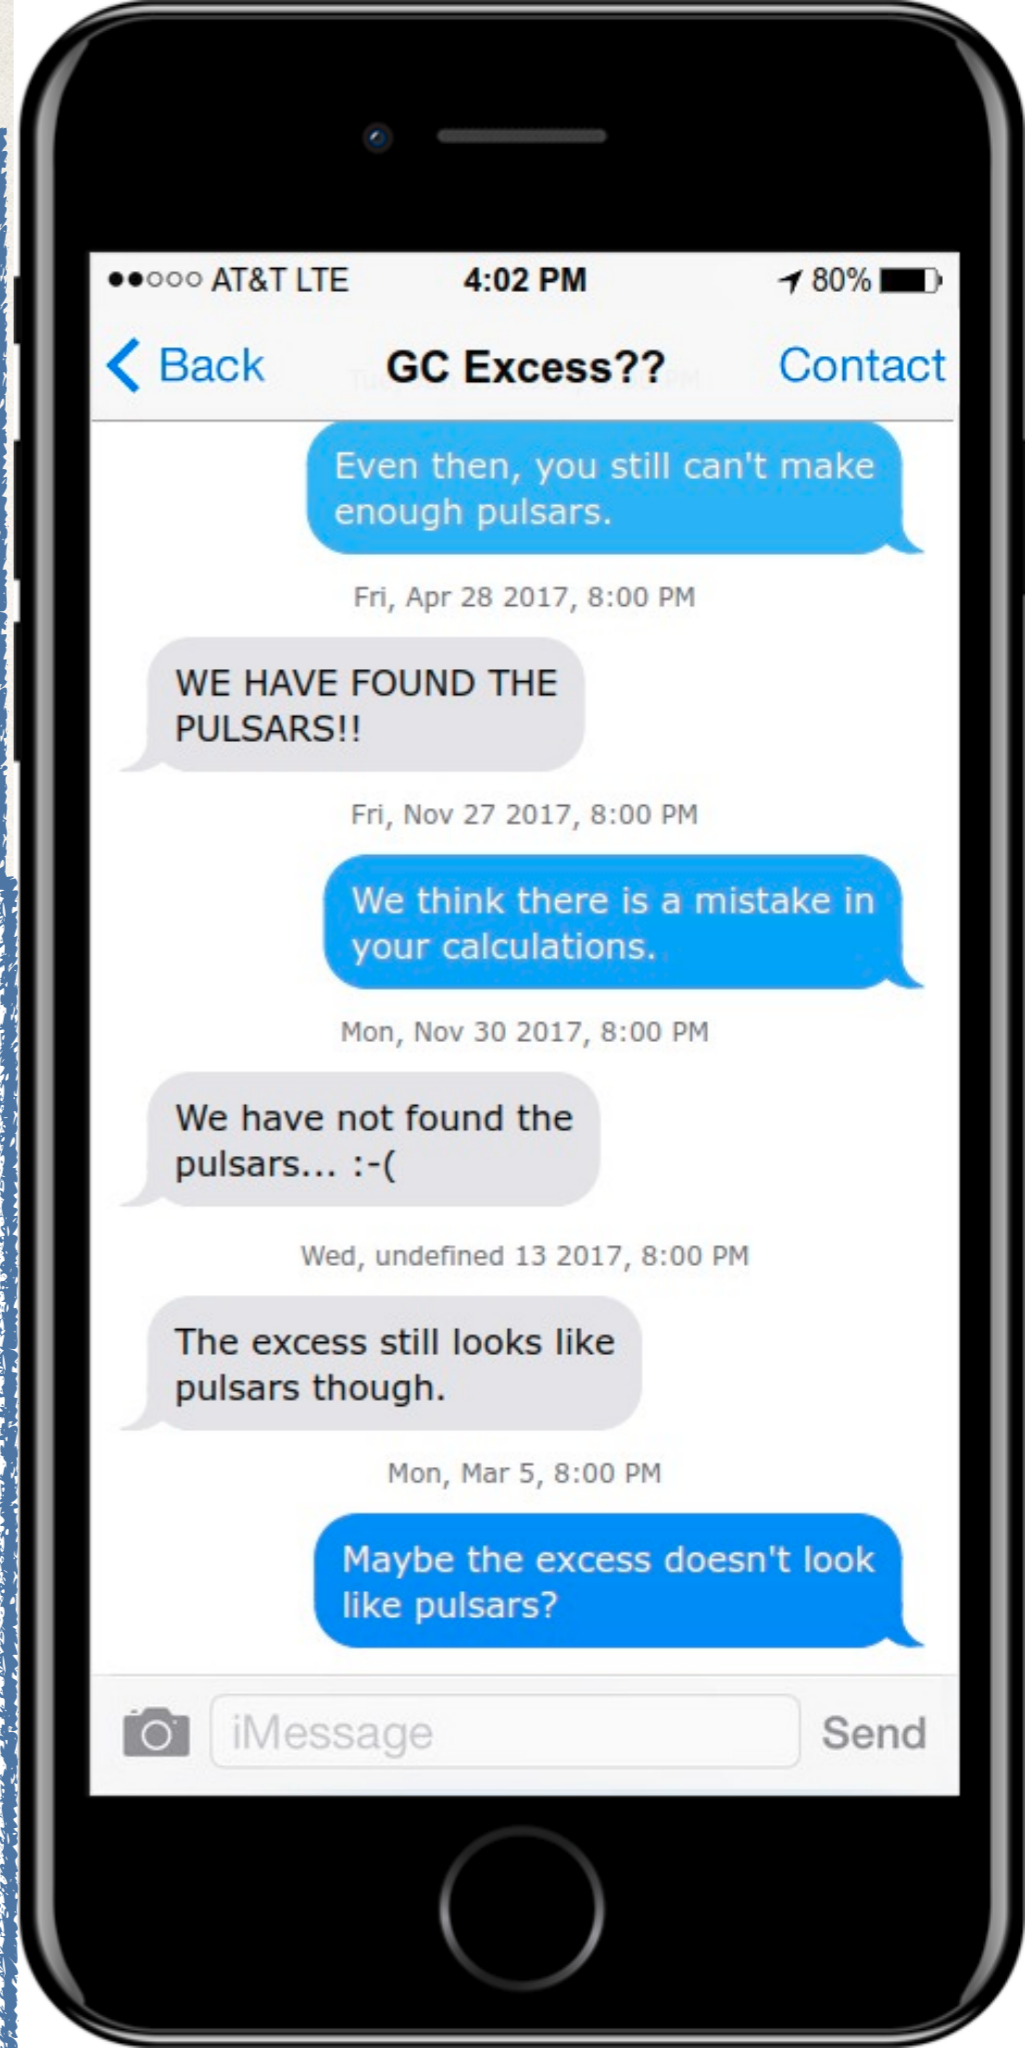 AT&T LTE 4:02 PM 80%
Back GC Excess?? Contact
Even then, you still can't make
enough pulsars.
Fri, Apr 28 2017, 8:00 PM
WE HAVE FOUND THE
PULSARS!!
Fri, Nov 27 2017, 8:00 PM
We think there is a mistake in
your calculations.
Mon, Nov 30 2017, 8:00 PM
We have not found the
pulsars... :-(
Wed, undefined 13 2017, 8:00 PM
The excess still looks like
pulsars though.
Mon, Mar 5, 8:00 PM
Maybe the excess doesn't look
like pulsars?
iMessage Send